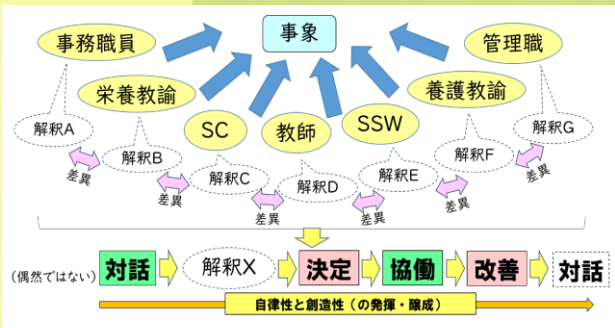 事象
事務職員
管理職
栄養教諭
養護教諭
SC
教師
SSW
解釈A
解釈B
解釈C
解釈D
解釈E
解釈F
解釈G
差異
差異
差異
差異
差異
差異
(偶然ではない)
対話
解釈X
決定
協働
改善
対話
自律性と創造性(の発揮・醸成)